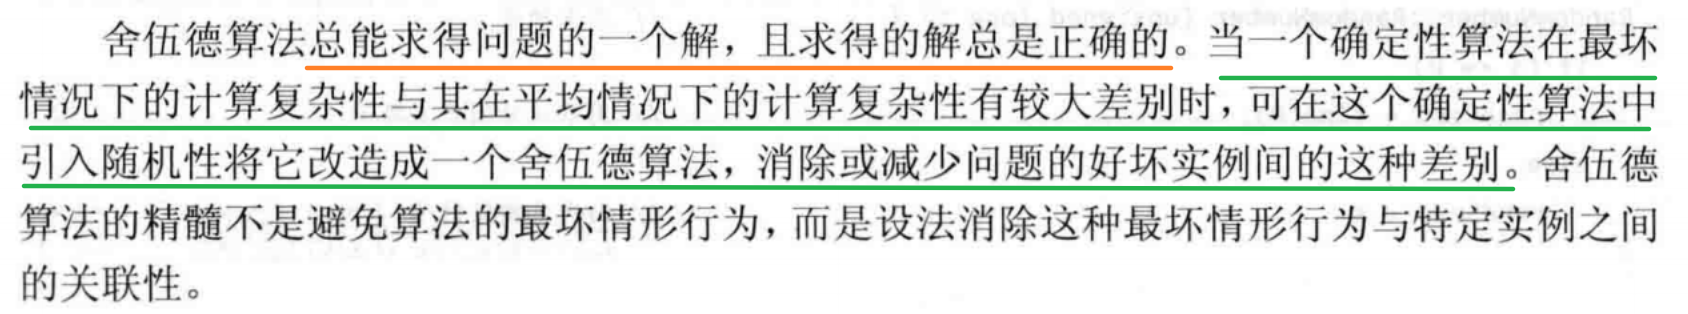 舍伍德算法总能求得问题的一个解，且求得的解总是正确的。当一个确定性算法在最坏
情况下的计算复杂性与其在平均情况下的计算复杂性有较大差别时，可在这个确定性算法中
引入随机性将它改造成一个舍伍德算法，消除或减少问题的好坏实例间的这种差别。舍伍德
算法的精髓不是避免算法的最坏情形行为，而是设法消除这种最坏情形行为与特定实例之间
的关联性。